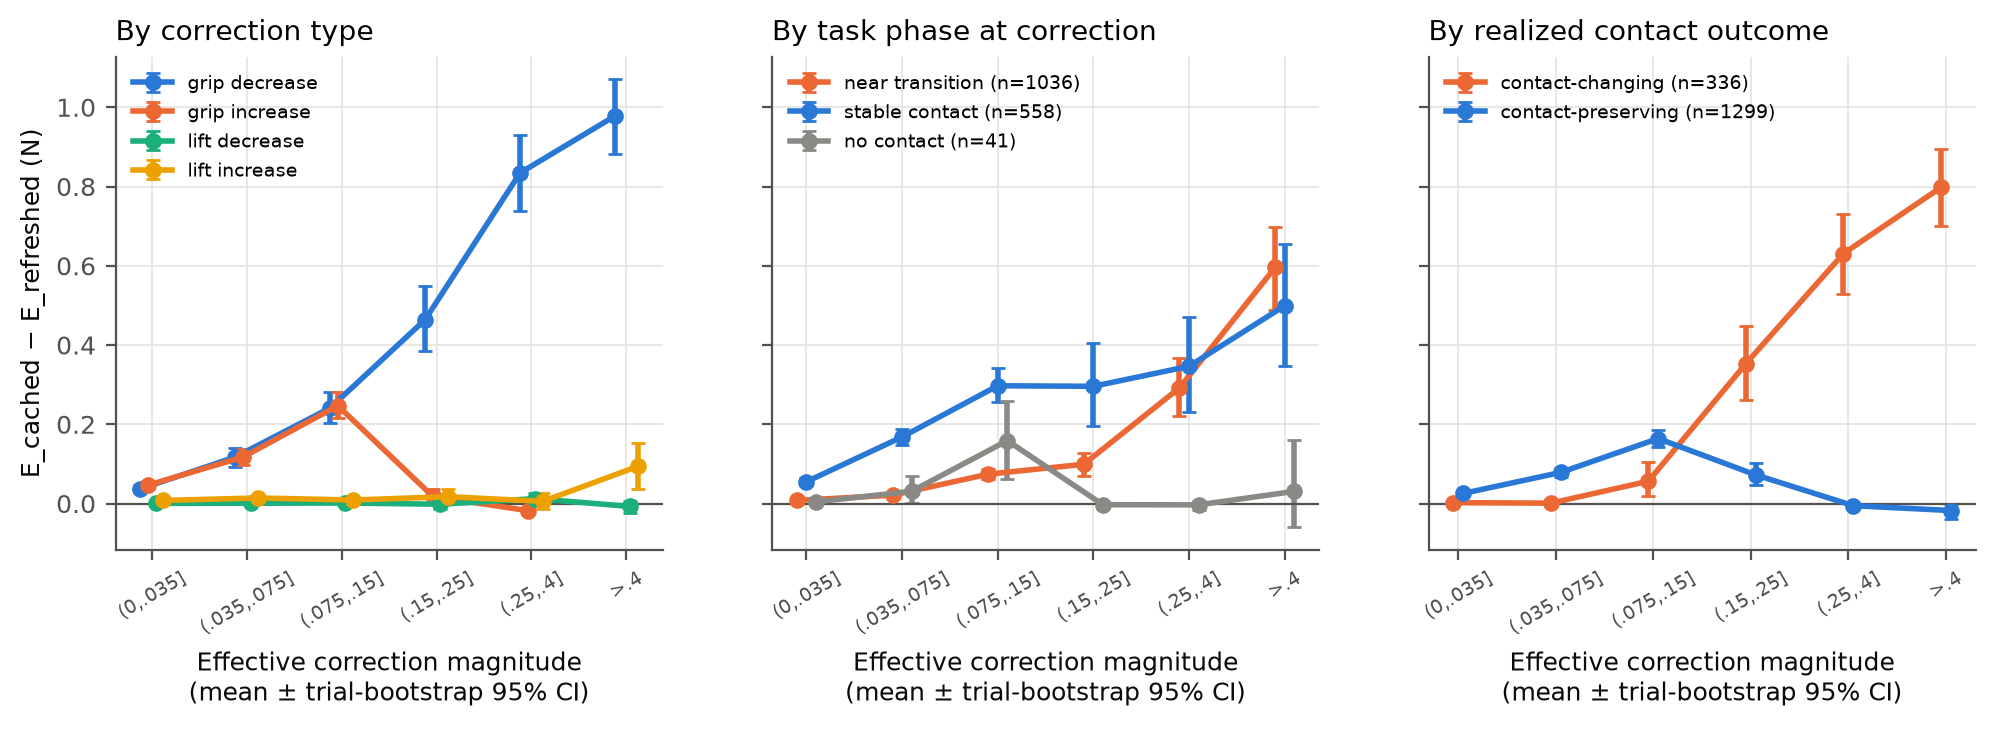 By correction type
grip decrease
grip increase
lift decrease
lift increase
E_cached − E_refreshed (N)
1.0
0.8
0.6
0.4
0.2
0.0
(0,.035]
(.035,.075]
(.075,.15]
(.15,.25]
(.25,.4]
>.4
Effective correction magnitude
(mean ± trial-bootstrap 95% CI)
By task phase at correction
near transition (n=1036)
stable contact (n=558)
no contact (n=41)
(0,.035]
(.035,.075]
(.075,.15]
(.15,.25]
(.25,.4]
>.4
Effective correction magnitude
(mean ± trial-bootstrap 95% CI)
By realized contact outcome
contact-changing (n=336)
contact-preserving (n=1299)
(0,.035]
(.035,.075]
(.075,.15]
(.15,.25]
(.25,.4]
>.4
Effective correction magnitude
(mean ± trial-bootstrap 95% CI)